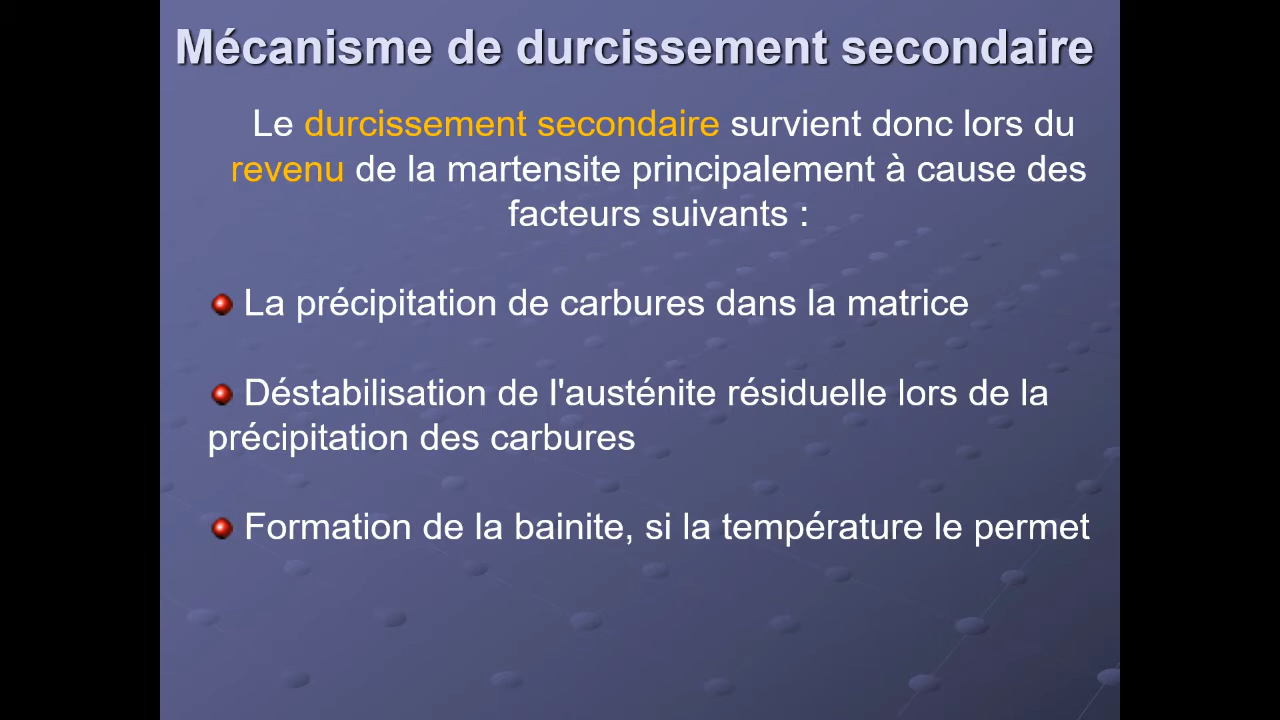 Mécanisme de durcissement secondaire
Le durcissement secondaire survient donc lors du
revenu de la martensite principalement à cause des
facteurs suivants :
La précipitation de carbures dans la matrice
Déstabilisation de l'austénite résiduelle lors de la
précipitation des carbures
Formation de la bainite, si la température le permet